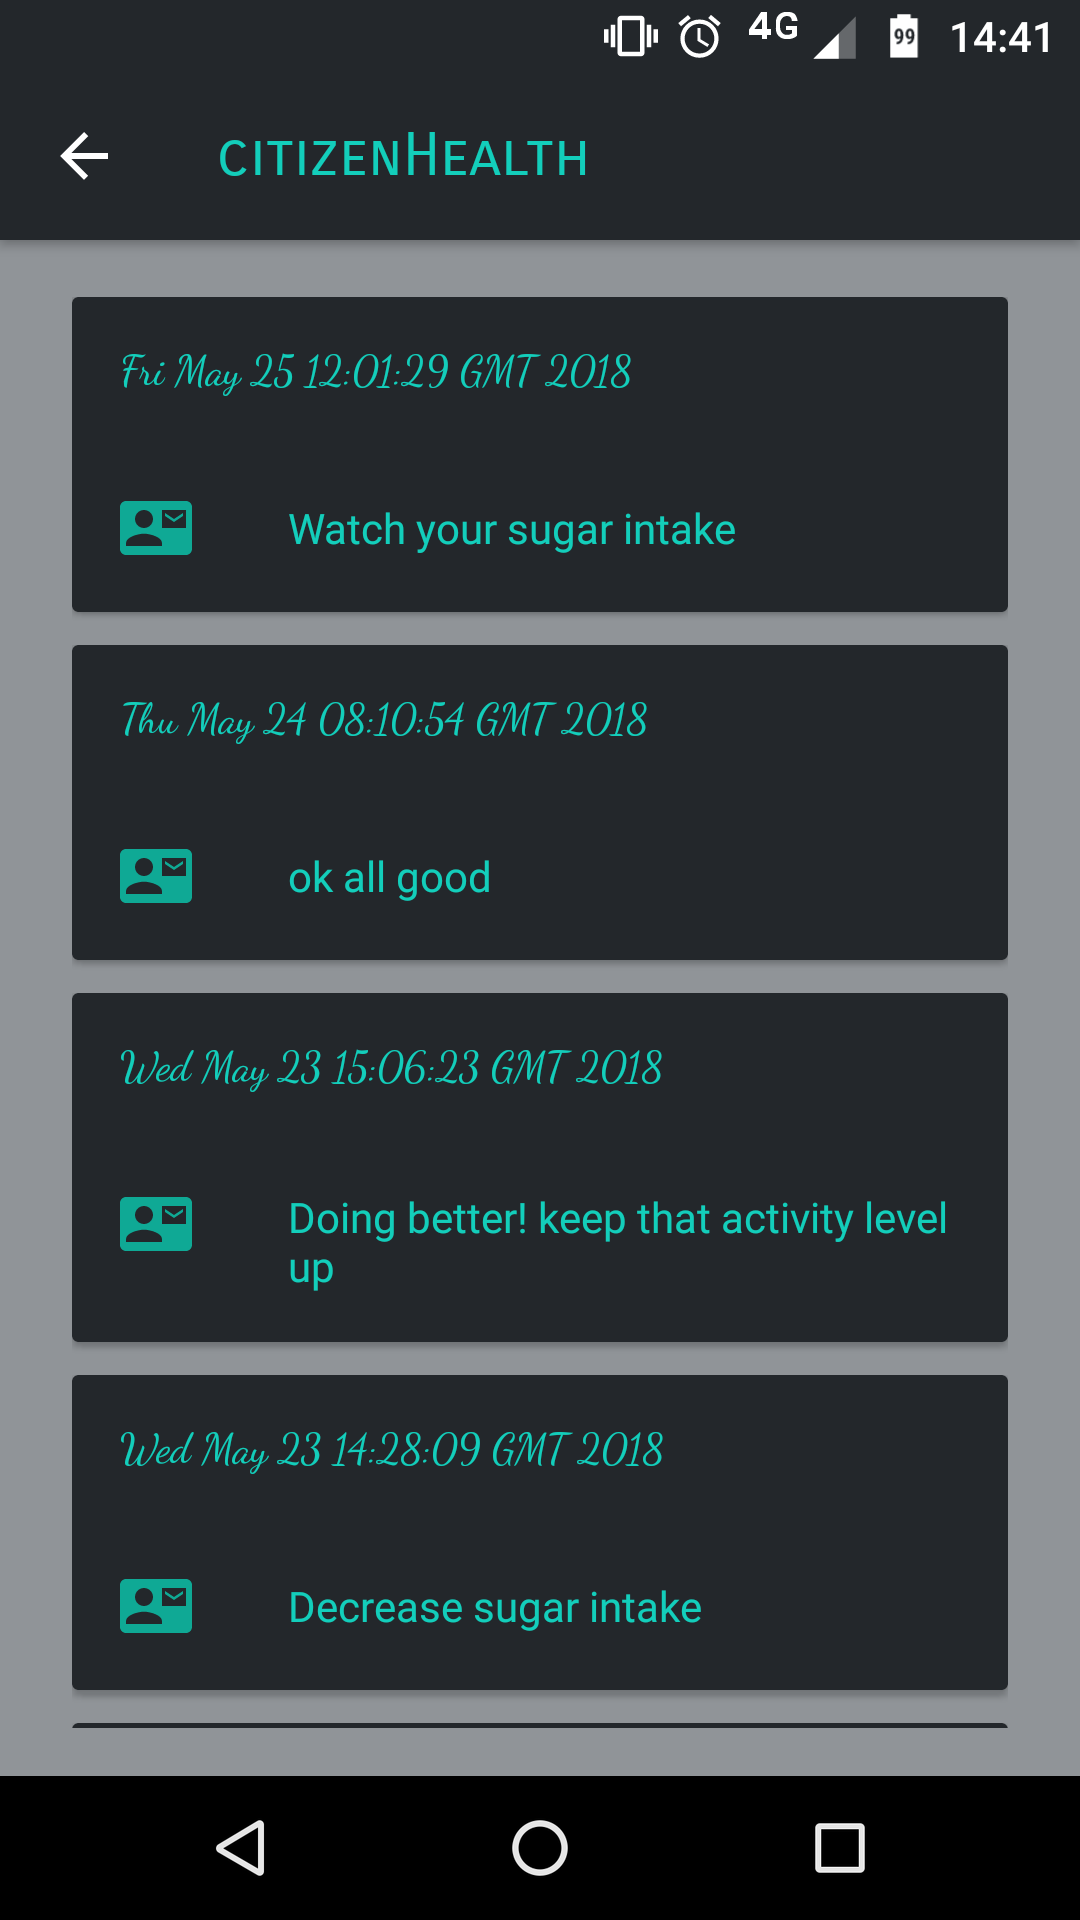 4G 99 14:41
citizenHealth
Fri May 25 12:01:29 GMT 2018
Watch your sugar intake
Thu May 24 08:10:54 GMT 2018
ok all good
Wed May 23 15:06:23 GMT 2018
Doing better! keep that activity level
up
Wed May 23 14:28:09 GMT 2018
Decrease sugar intake